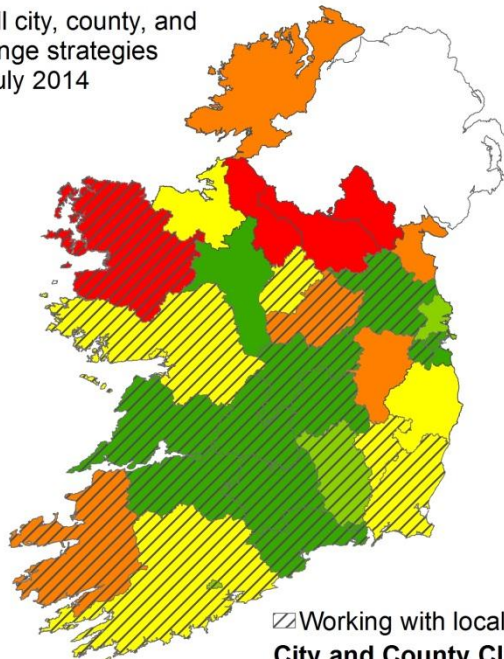 ll city, county, and
nge strategies
uly 2014
Working with local
City and County Cl